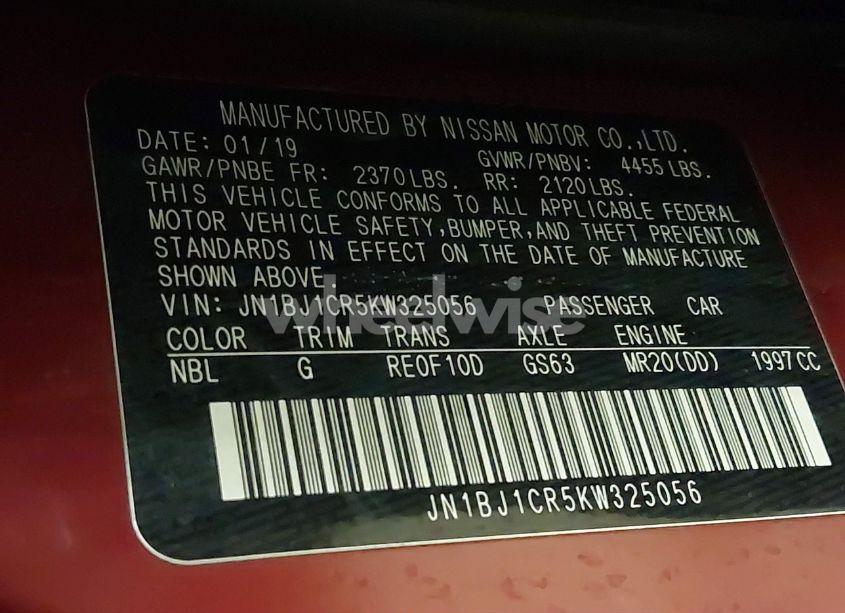 MANUFACTURED BY NISSAN MOTOR CO.,LTD.
DATE: 01/19 GVWR/PNBV: 4455 LBS.
GAWR/PNBE FR: 2370LBS. RR: 2120LBS.
THIS VEHICLE CONFORMS TO ALL APPLICABLE FEDERAL
MOTOR VEHICLE SAFETY,BUMPER,AND THEFT PREVENTION
STANDARDS IN EFFECT ON THE DATE OF MANUFACTURE
SHOWN ABOVE
VIN: JN1BJ1CR5KW325056 PASSENGER CAR
wheelwise
COLOR TRIM TRANS AXLE ENGINE
NBL G RE0F10D GS63 MR20(DD) 1997CC
JN1BJ1CR5KW325056